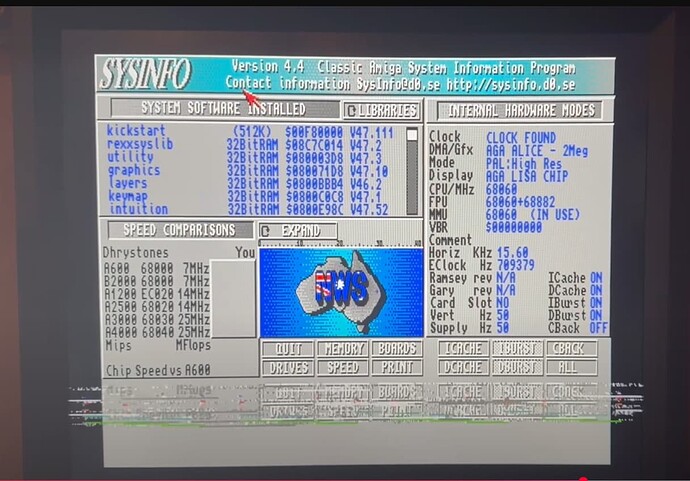 SYSINFO
Version 4.4 Classic Amiga System Information Program
Contact information SysInfo@d0.se http://sysinfo.d0.se
SYSTEM SOFTWARE INSTALLED
LIBRARIES
kickstart (512K) $00F80000 V47.111
rexxsyslib 32BitRAM $08C7C014 V47.2
utility 32BitRAM $080003D8 V47.3
graphics 32BitRAM $080071D8 V47.10
layers 32BitRAM $0800BBB4 V46.2
keymap 32BitRAM $0800C0C8 V47.1
intuition 32BitRAM $0800E98C V47.52
INTERNAL HARDWARE MODES
Clock CLOCK FOUND
DMA/Gfx AGA ALICE - 2Meg
Mode PAL:High Res
Display AGA LISA CHIP
CPU/MHz 68060
FPU 68060+68882
MMU 68060 (IN USE)
VBR $00000000
Comment
Horiz KHz 15.60
EClock Hz 709379
Ramsey rev N/A ICache ON
Gary rev N/A DCache ON
Card Slot NO IBurst ON
Vert Hz 50 DBurst ON
Supply Hz 50 CBack OFF
SPEED COMPARISONS
EXPAND
Dhrystones You
A600 68000 7MHz
B2000 68000 7MHz
A1200 EC020 14MHz
A2500 68020 14MHz
A3000 68030 25MHz
A4000 68040 25MHz
Mips MFlops
Chip Speed vs A600
10 20 30
NWS
QUIT MEMORY BOARDS
DRIVES SPEED PRINT
ICACHE IBURST CBACK
DCACHE DBURST ALL
MEMORY BOARDS
ICACHE IBURST